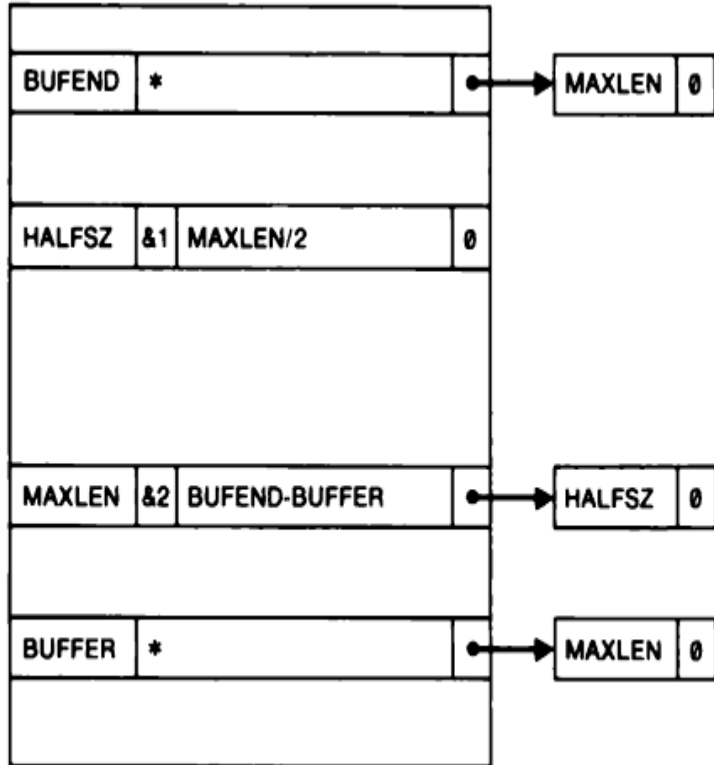 BUFEND * MAXLEN 0
HALFSZ &1 MAXLEN/2 0
MAXLEN &2 BUFEND-BUFFER HALFSZ 0
BUFFER * MAXLEN 0